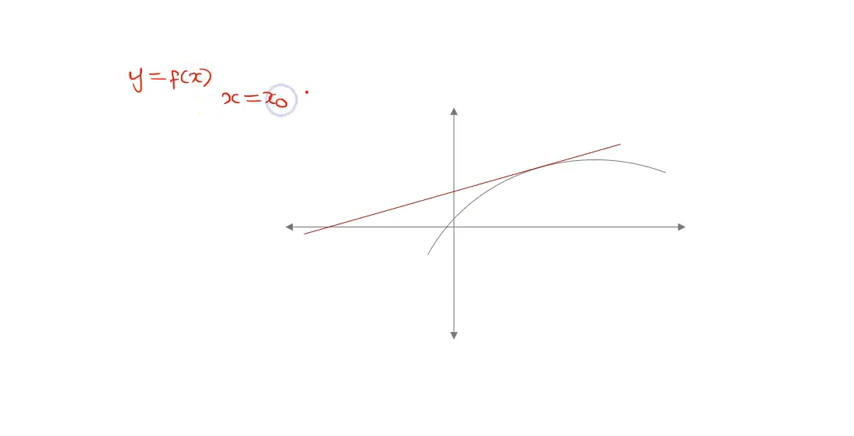 y = f(x)
x = x₀